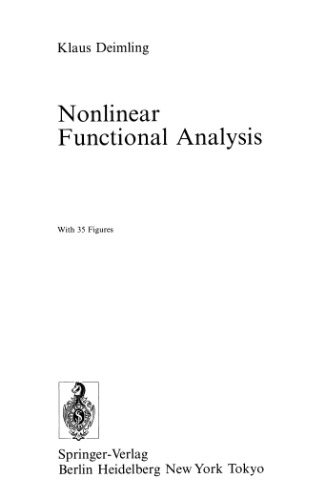 Klaus Deimling
Nonlinear
Functional Analysis
With 35 Figures
Springer-Verlag
Berlin Heidelberg New York Tokyo